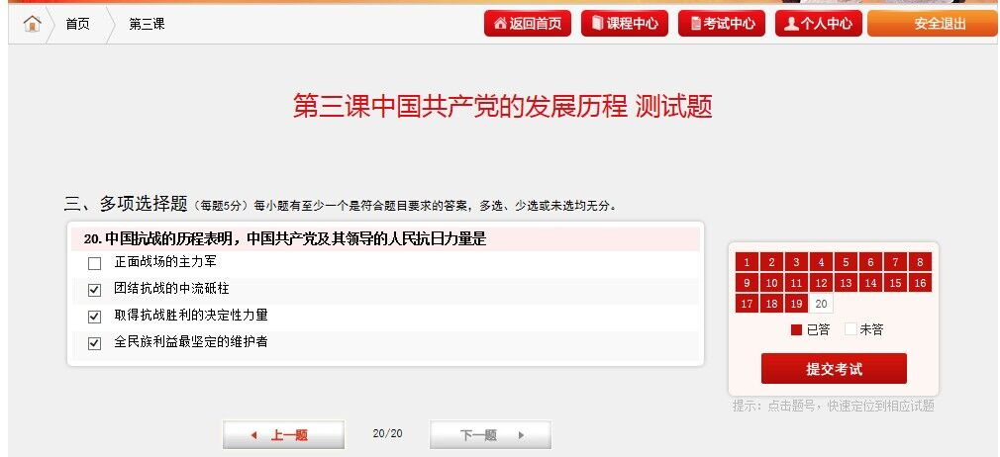 首页 第三课 返回首页 课程中心 考试中心 个人中心 安全退出
第三课中国共产党的发展历程 测试题
三、多项选择题（每题5分）每小题有至少一个是符合题目要求的答案，多选、少选或未选均无分。
20.中国抗战的历程表明，中国共产党及其领导的人民抗日力量是
正面战场的主力军
团结抗战的中流砥柱
取得抗战胜利的决定性力量
全民族利益最坚定的维护者
1 2 3 4 5 6 7 8
9 10 11 12 13 14 15 16
17 18 19 20
已答 未答
提交考试
提示：点击题号，快速定位到相应试题
上一题 20/20 下一题